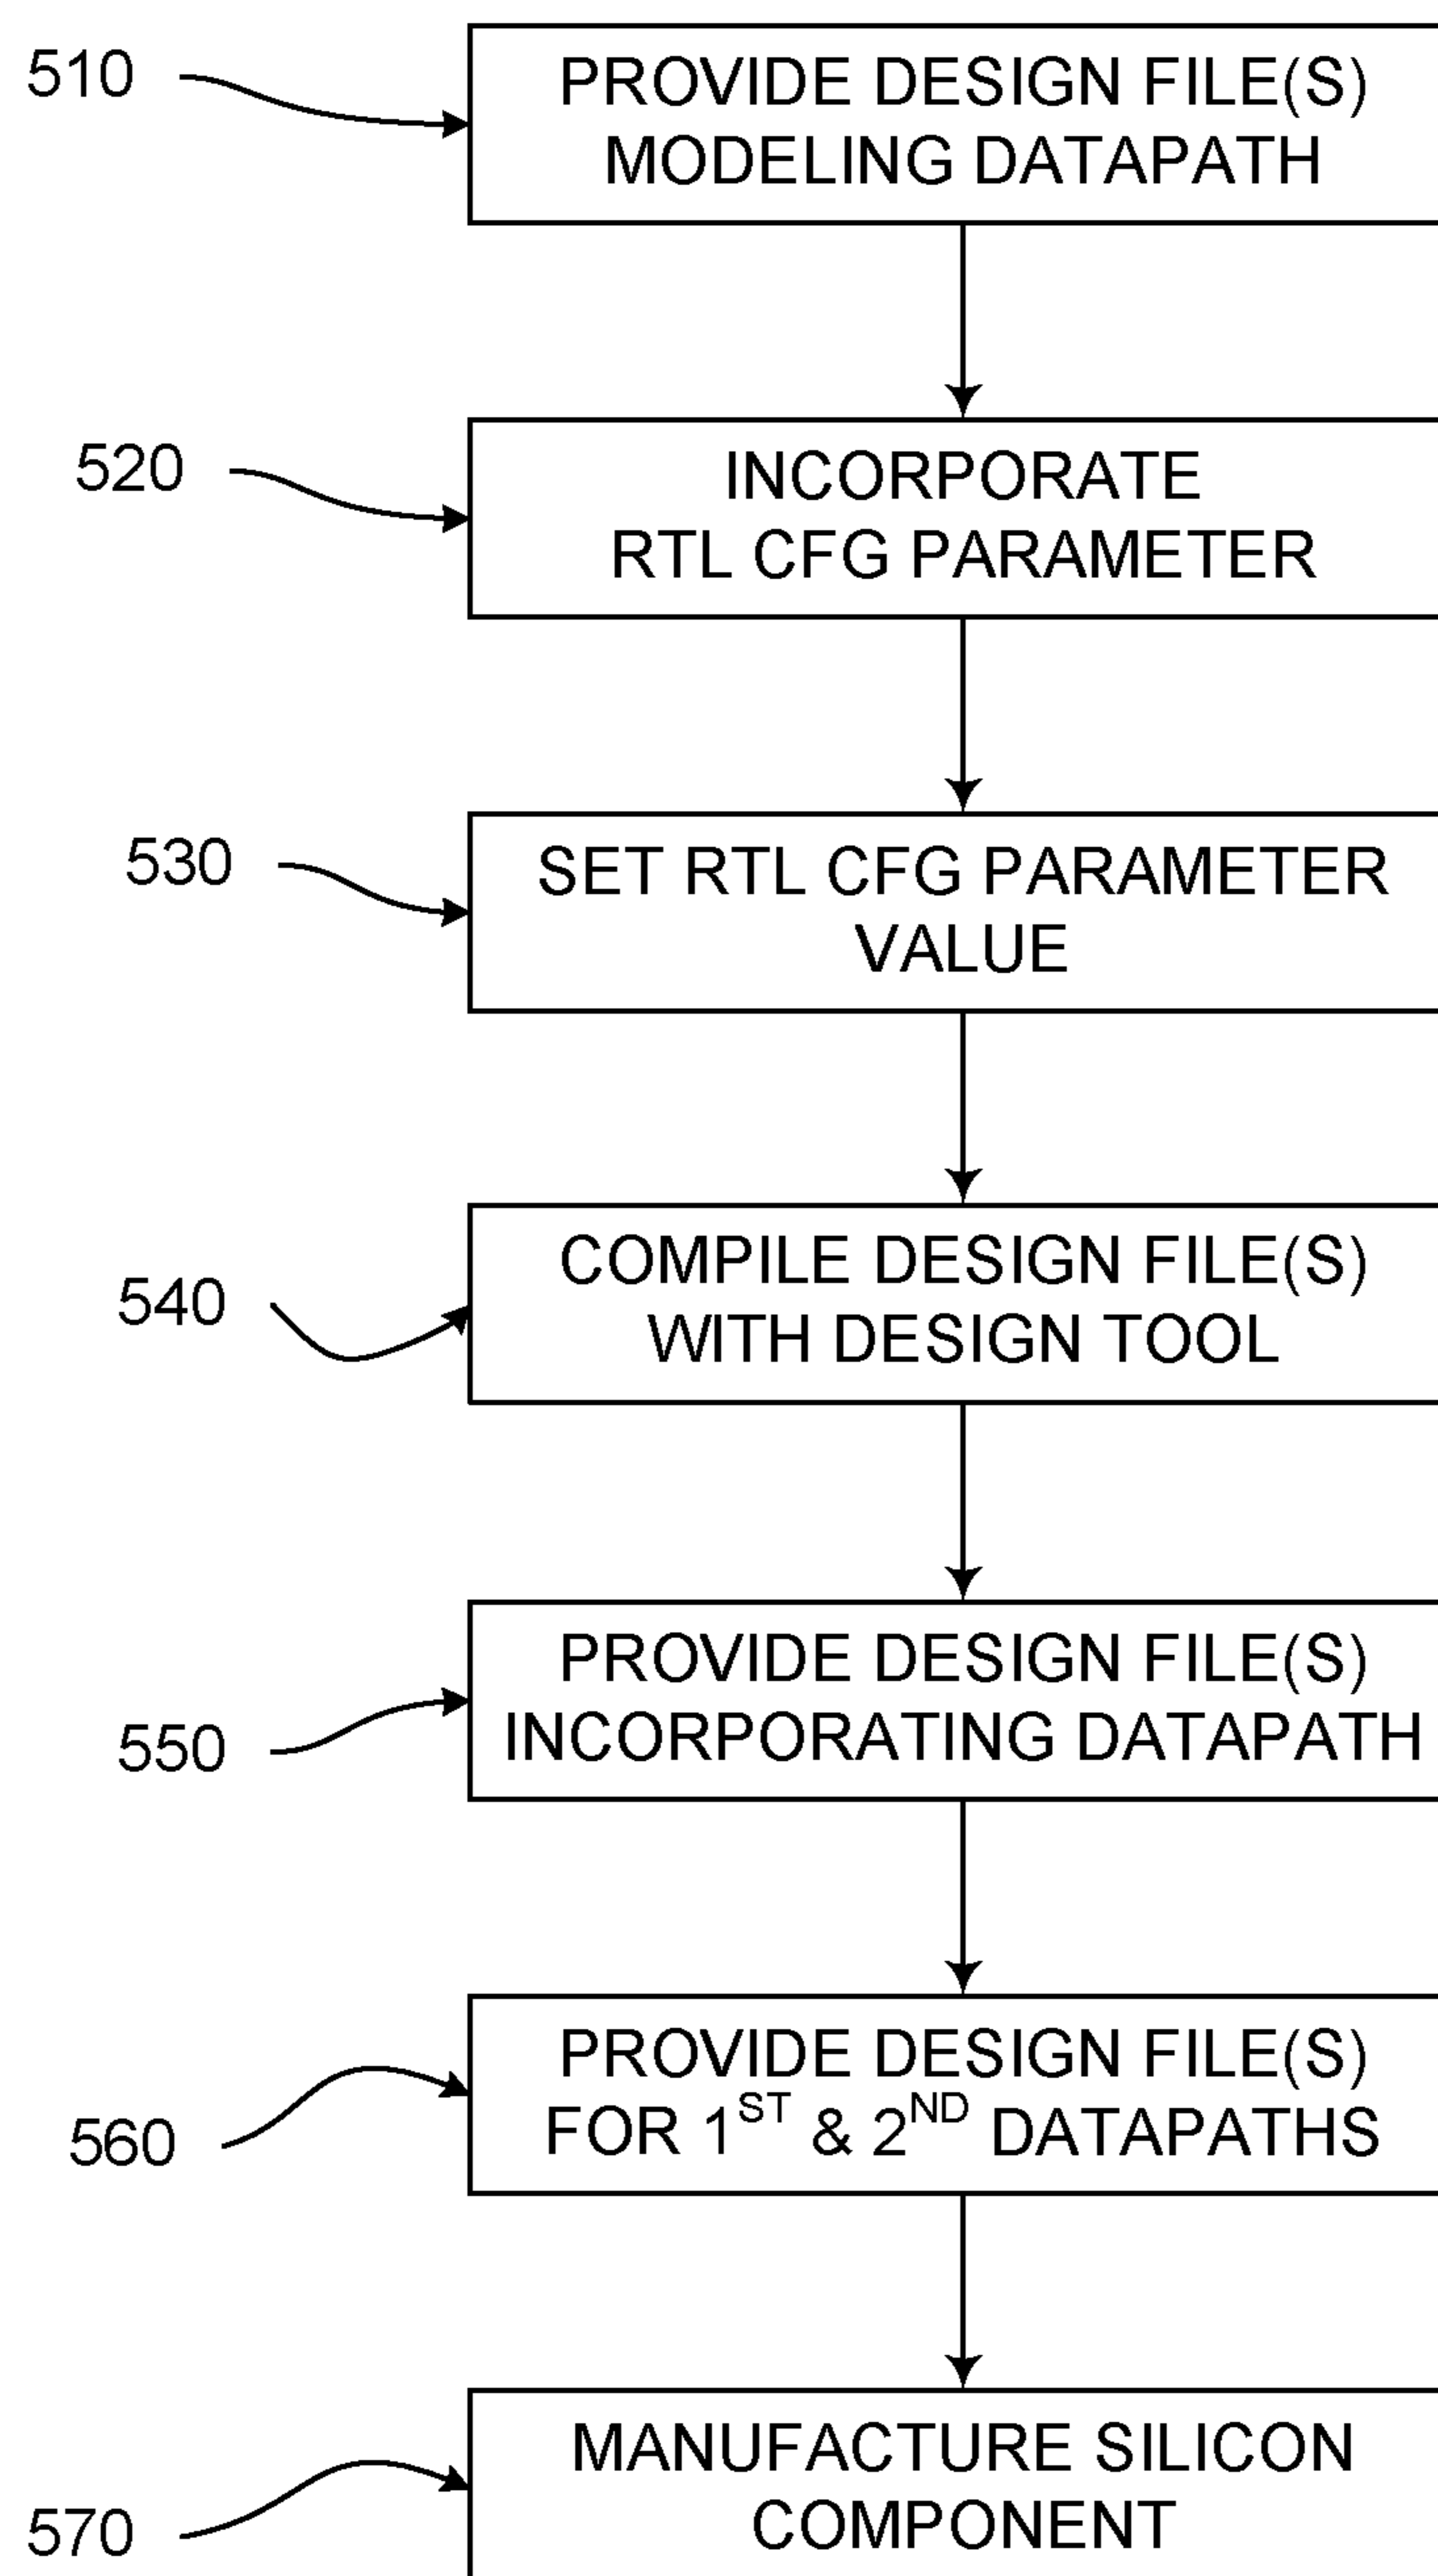 510
PROVIDE DESIGN FILE(S)
MODELING DATAPATH
520
INCORPORATE
RTL CFG PARAMETER
530
SET RTL CFG PARAMETER
VALUE
540
COMPILE DESIGN FILE(S)
WITH DESIGN TOOL
550
PROVIDE DESIGN FILE(S)
INCORPORATING DATAPATH
560
PROVIDE DESIGN FILE(S)
FOR 1ST & 2ND DATAPATHS
570
MANUFACTURE SILICON
COMPONENT